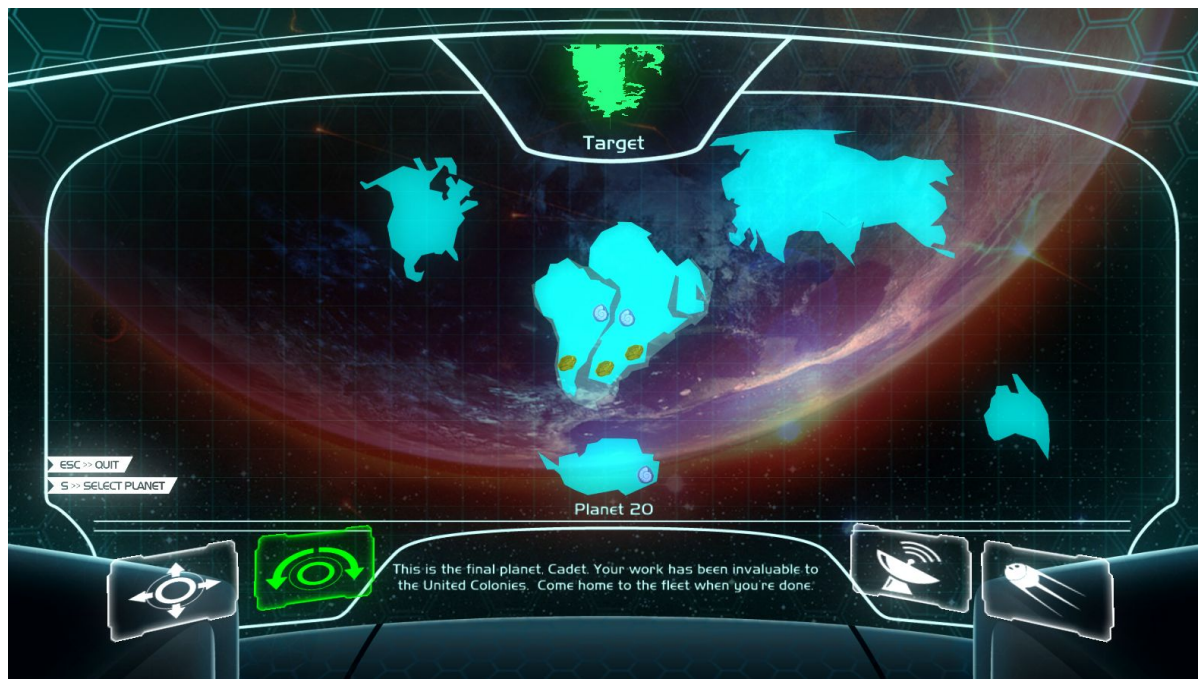 Target
ESC >> QUIT
S >> SELECT PLANET
Planet 20
This is the final planet, Cadet. Your work has been invaluable to
the United Colonies. Come home to the fleet when you're done.